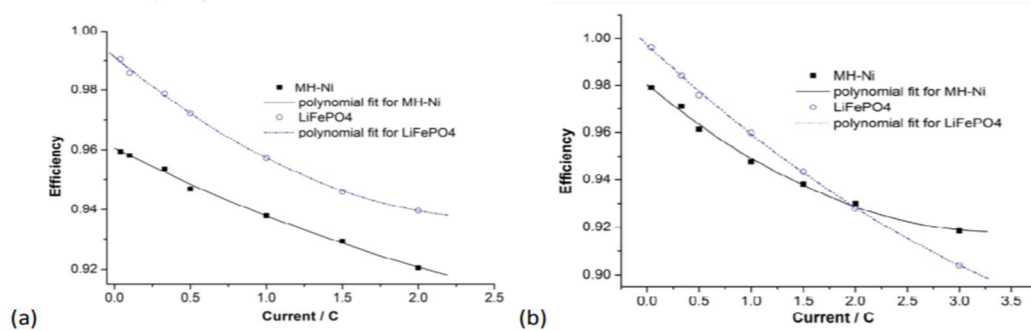 1.00
0.98
0.96
0.94
0.92
Efficiency
MH-Ni
polynomial fit for MH-Ni
LiFePO4
polynomial fit for LiFePO4
0.0 0.5 1.0 1.5 2.0 2.5
Current / C
(a)
1.00
0.98
0.96
0.94
0.92
0.90
Efficiency
MH-Ni
polynomial fit for MH-Ni
LiFePO4
polynomial fit for LiFePO4
0.0 0.5 1.0 1.5 2.0 2.5 3.0 3.5
Current / C
(b)